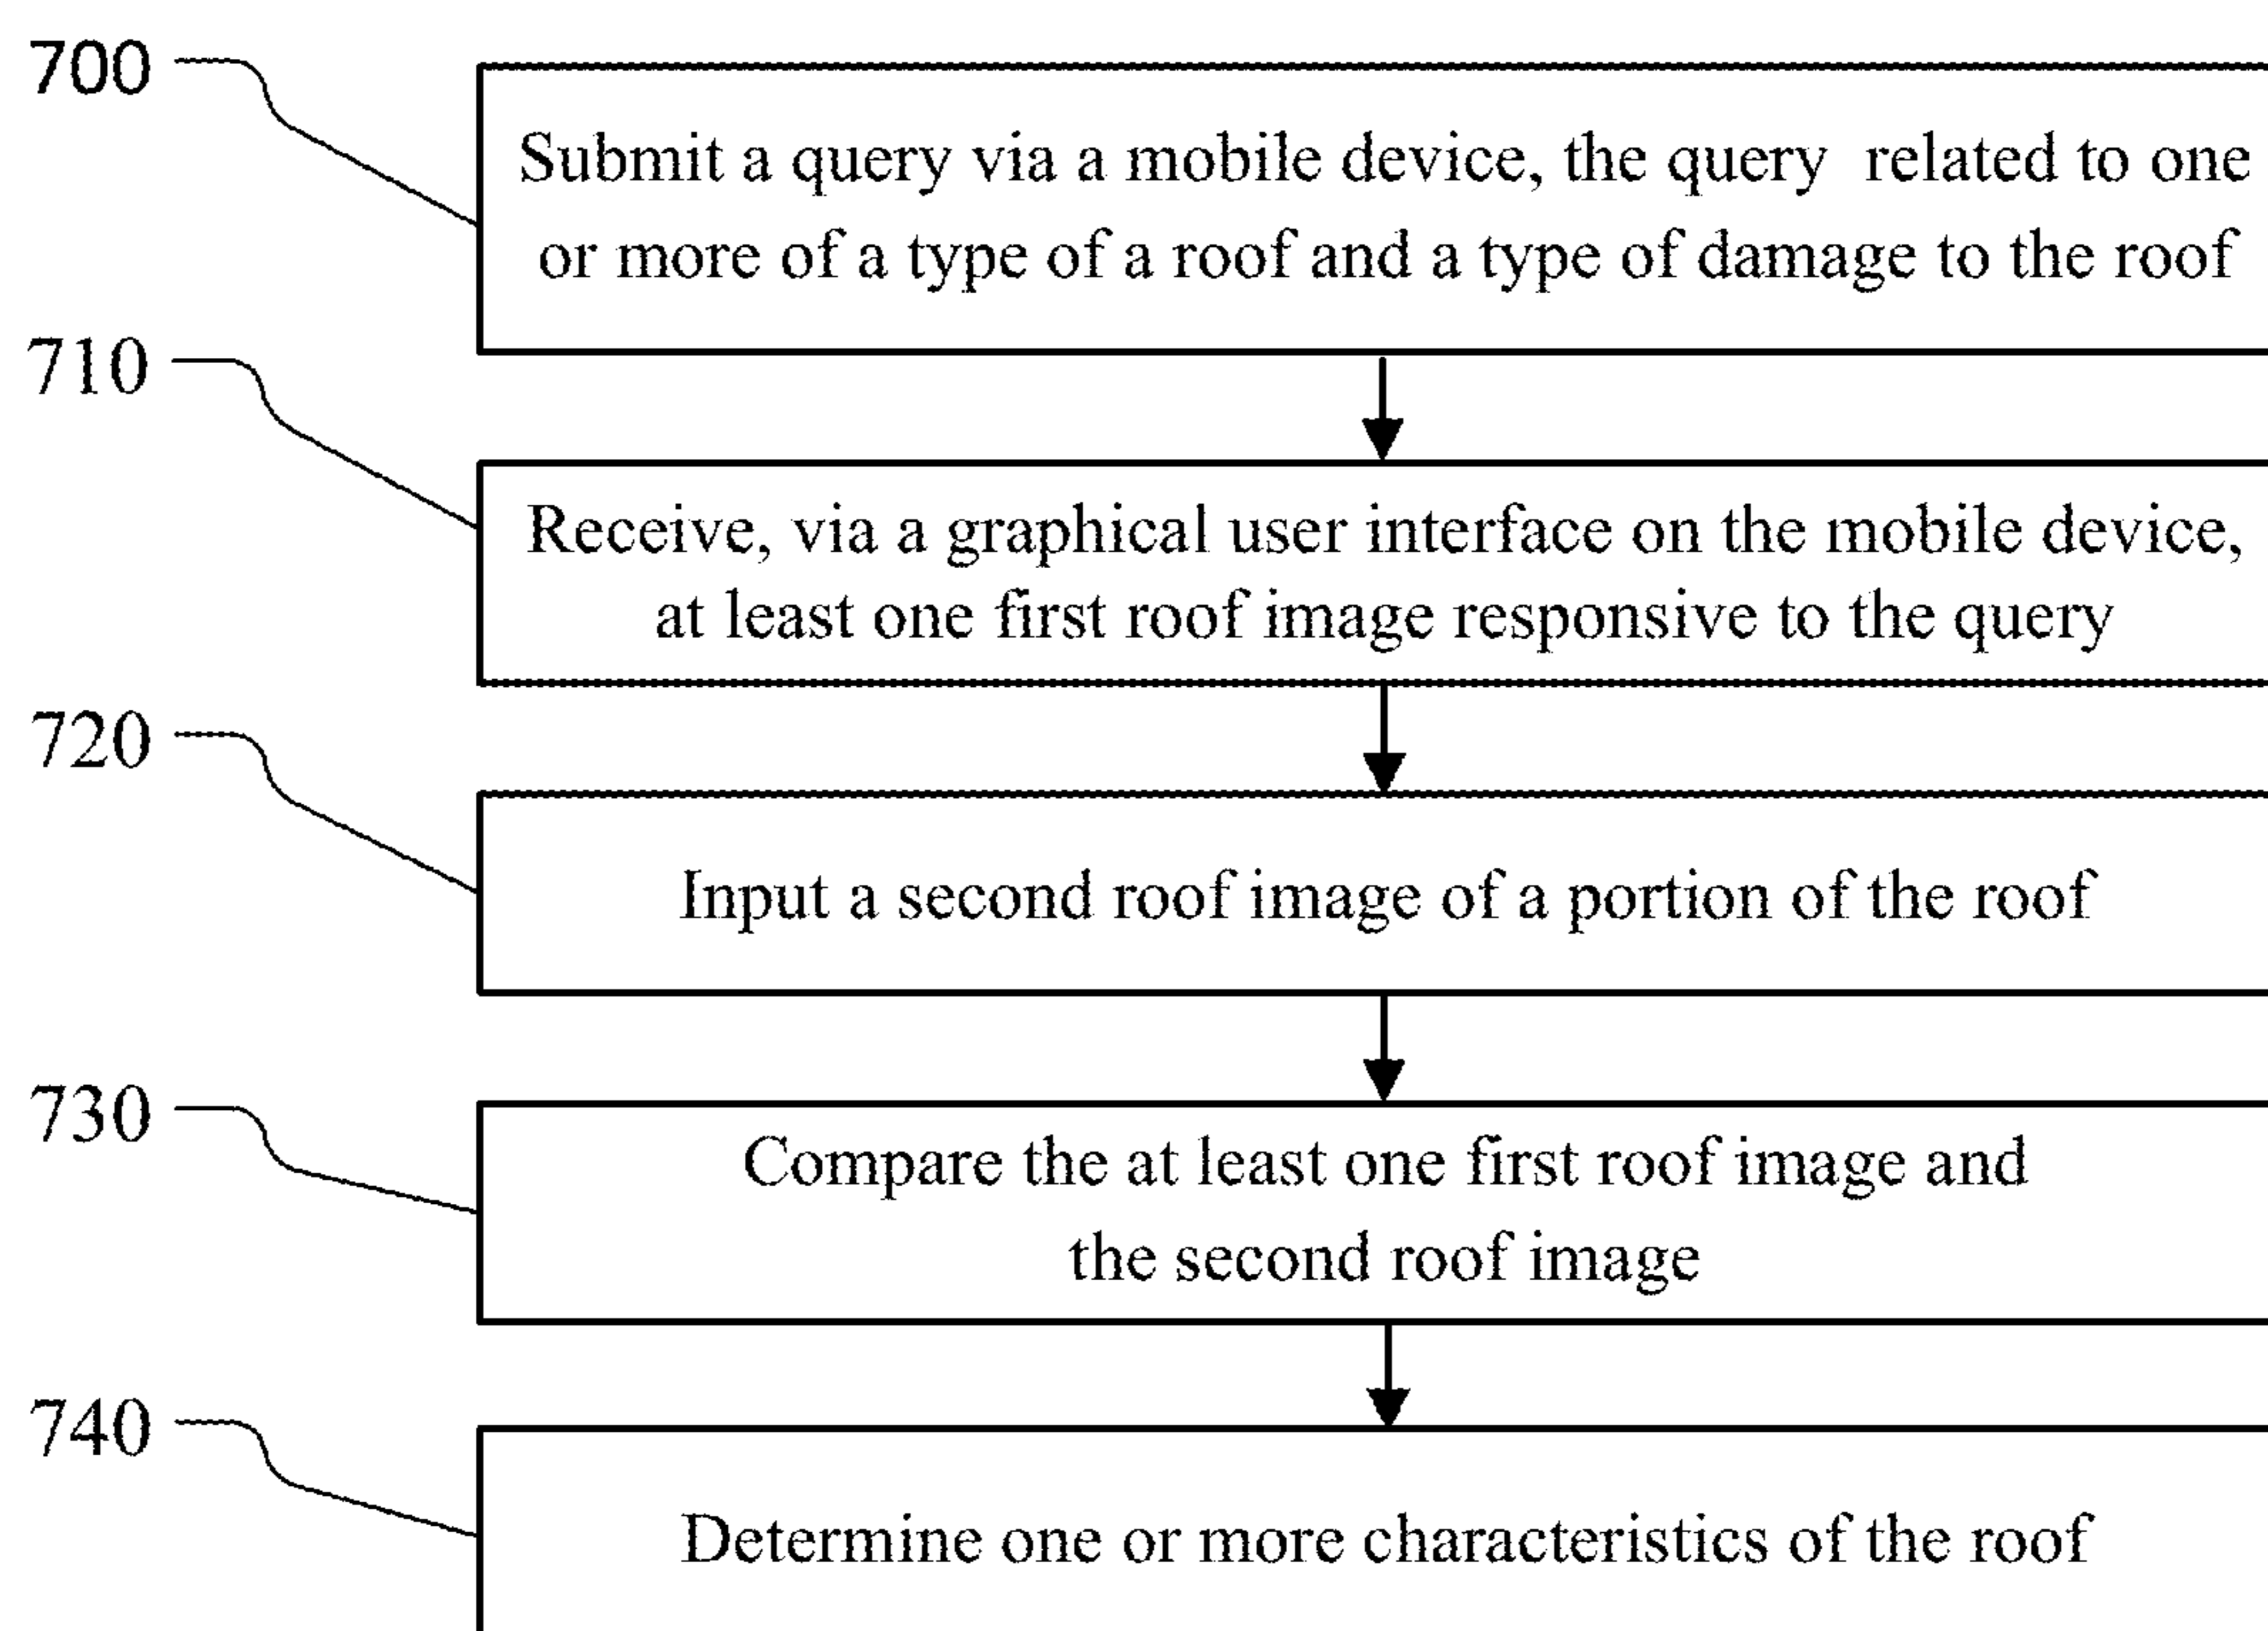 700
Submit a query via a mobile device, the query related to one
or more of a type of a roof and a type of damage to the roof
710
Receive, via a graphical user interface on the mobile device,
at least one first roof image responsive to the query
720
Input a second roof image of a portion of the roof
730
Compare the at least one first roof image and
the second roof image
740
Determine one or more characteristics of the roof